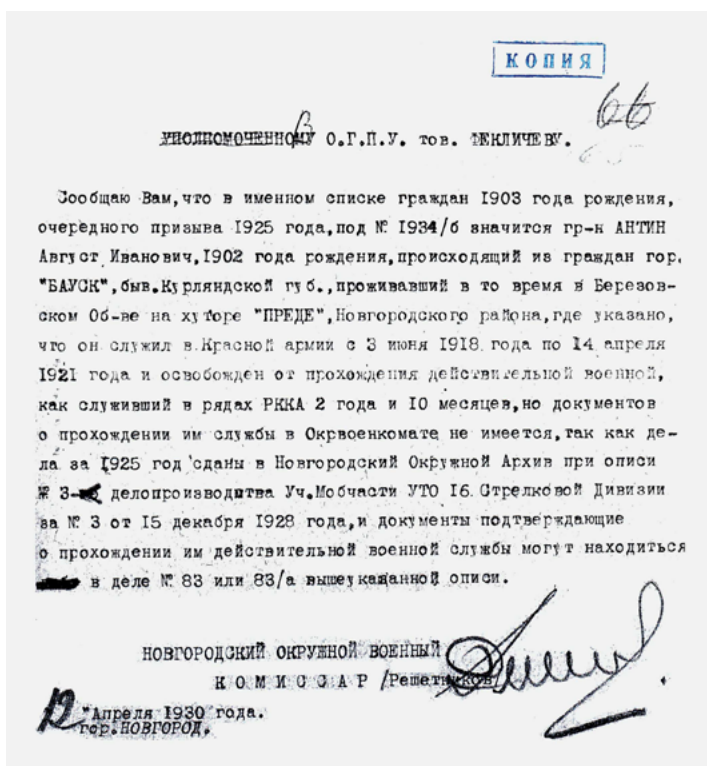 КОПИЯ
66
65
УПОЛНОМОЧЕННОМУ О.Г.П.У. тов. ФЕКЛИЧЕВУ.
Сообщаю Вам,что в именном списке граждан 1903 года рождения,
очередного призыва 1925 года,под № 1934/б значится гр-н АНТИН
Август Иванович,1902 года рождения,происходящий из граждан гор.
"БАУСК",быв.Курляндской губ.,проживавший в то время в Березов-
ском Об-ве на хуторе "ПРЕДЕ",Новгородского района,где указано,
что он служил в Красной армии с 3 июня 1918 года по 14 апреля
1921 года и освобожден от прохождения действительной военной,
как служивший в рядах РККА 2 года и 10 месяцев,но документов
о прохождении им службы в Окрвоенкомате не имеется,так как де-
ла за 1925 год сданы в Новгородский Окружной Архив при описи
№ 3- делопроизводства Уч.Мобчасти УТО 16.Стрелковой Дивизии
за № 3 от 15 декабря 1928 года,и документы подтверждающие
о прохождении им действительной военной службы могут находиться
в деле № 83 или 83/а вышеуказанной описи.
НОВГОРОДСКИЙ ОКРУЖНОЙ ВОЕННЫЙ
КОМИССАР /Решетников/
12 "Апреля 1930 года.
гор.НОВГОРОД.